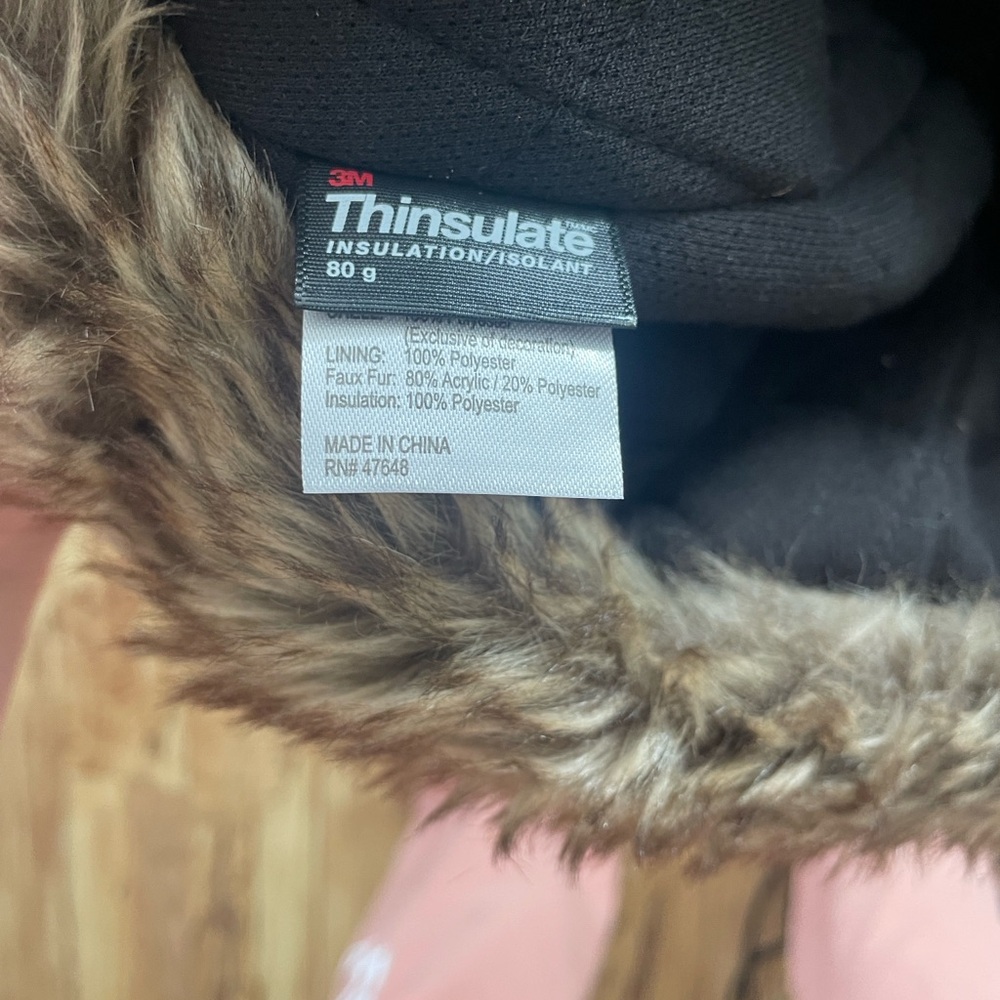 3M
Thinsulate
INSULATION/ISOLANT
80 g
(Exclusive of decoration)
LINING: 100% Polyester
Faux Fur: 80% Acrylic / 20% Polyester
Insulation: 100% Polyester
MADE IN CHINA
RN# 47648